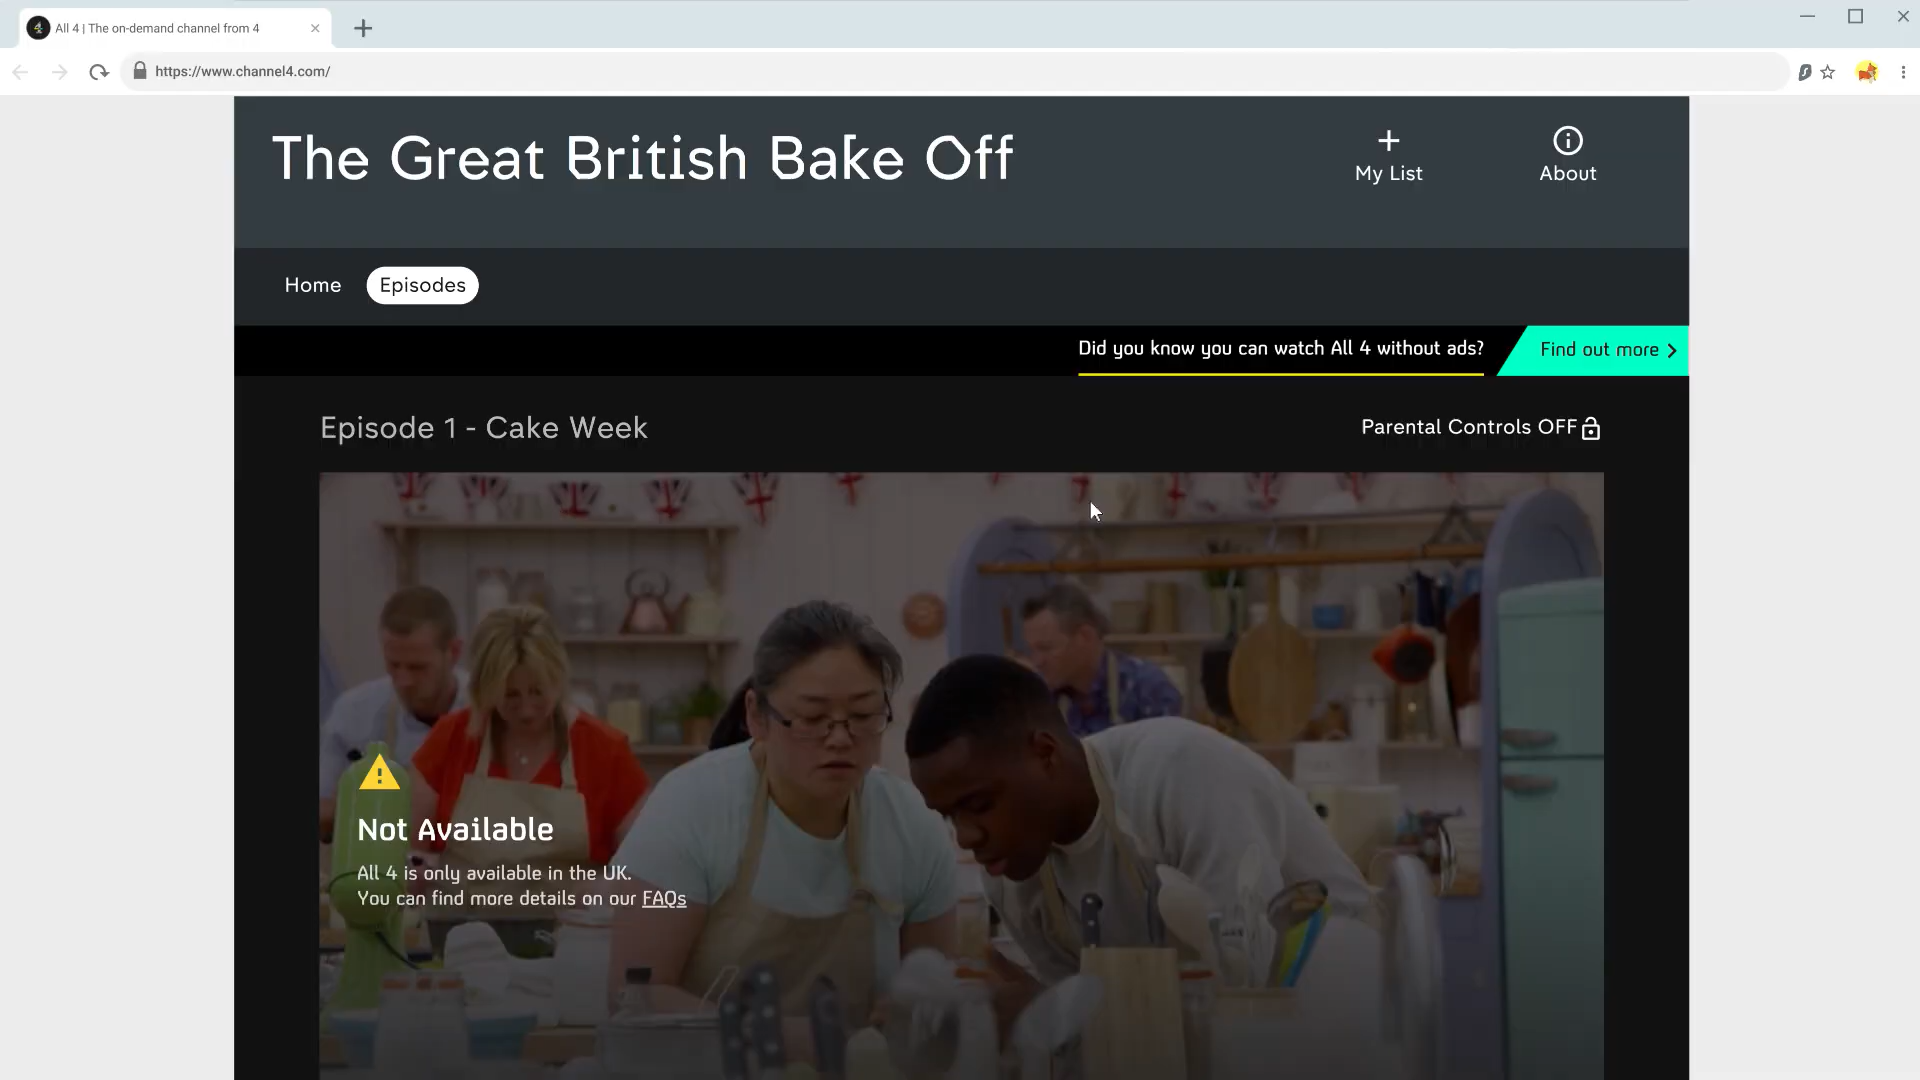 All 4 | The on-demand channel from 4
https://www.channel4.com/
The Great British Bake Off
My List
About
Home
Episodes
Did you know you can watch All 4 without ads?
Find out more
Episode 1 - Cake Week
Parental Controls OFF
Not Available
All 4 is only available in the UK.
You can find more details on our FAQs